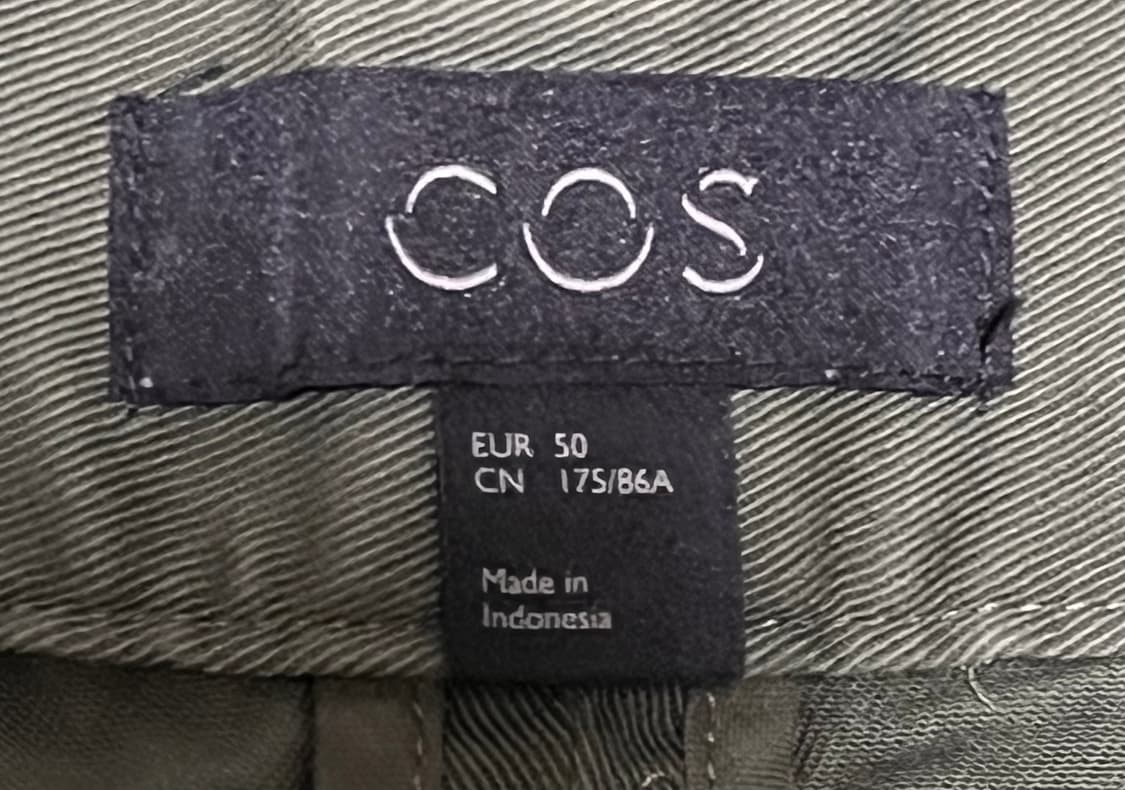 COS
EUR 50
CN 175/86A
Made in
Indonesia